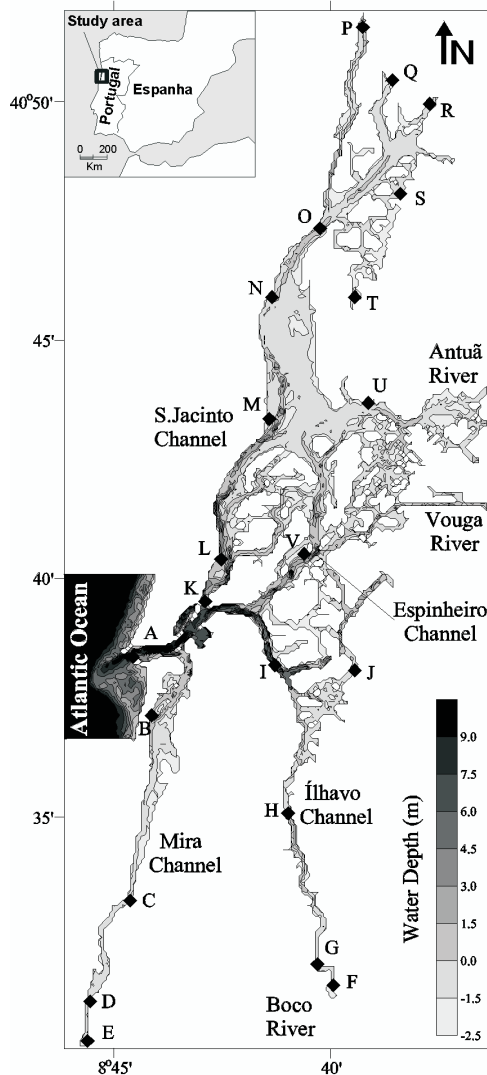 Study area
Portugal
Espanha
0 200
Km
N
40°50'
45'
40'
35'
8°45'
40'
P
Q
R
S
O
T
N
M
U
Antuã
River
S.Jacinto
Channel
Vouga
River
L
V
K
Espinheiro
Channel
Atlantic Ocean
A
I
J
B
H
Ílhavo
Channel
Mira
Channel
C
G
F
D
E
Boco
River
Water Depth (m)
9.0
7.5
6.0
4.5
3.0
1.5
0.0
-1.5
-2.5